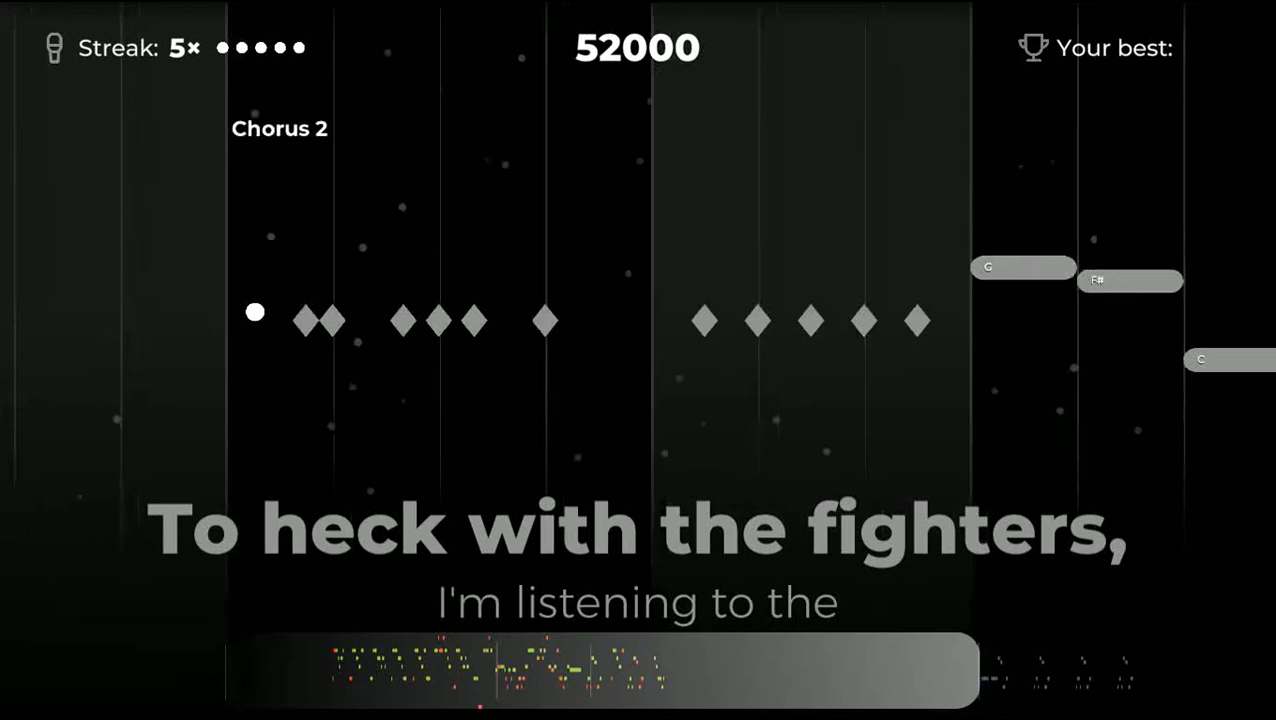 Streak: 5× 52000 Your best:
Chorus 2
G
F#
C
To heck with the fighters,
I'm listening to the